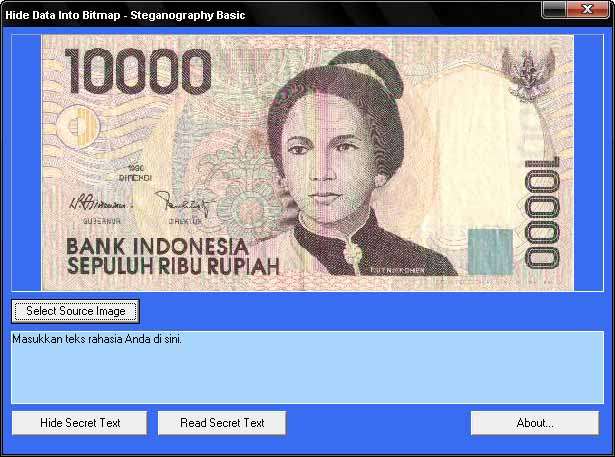 Hide Data Into Bitmap - Steganography Basic
10000
1998
DIREKSI
GUBERNUR
DIREKTUR
BANK INDONESIA
SEPULUH RIBU RUPIAH
10000
Select Source Image
Masukkan teks rahasia Anda di sini.
Hide Secret Text
Read Secret Text
About...